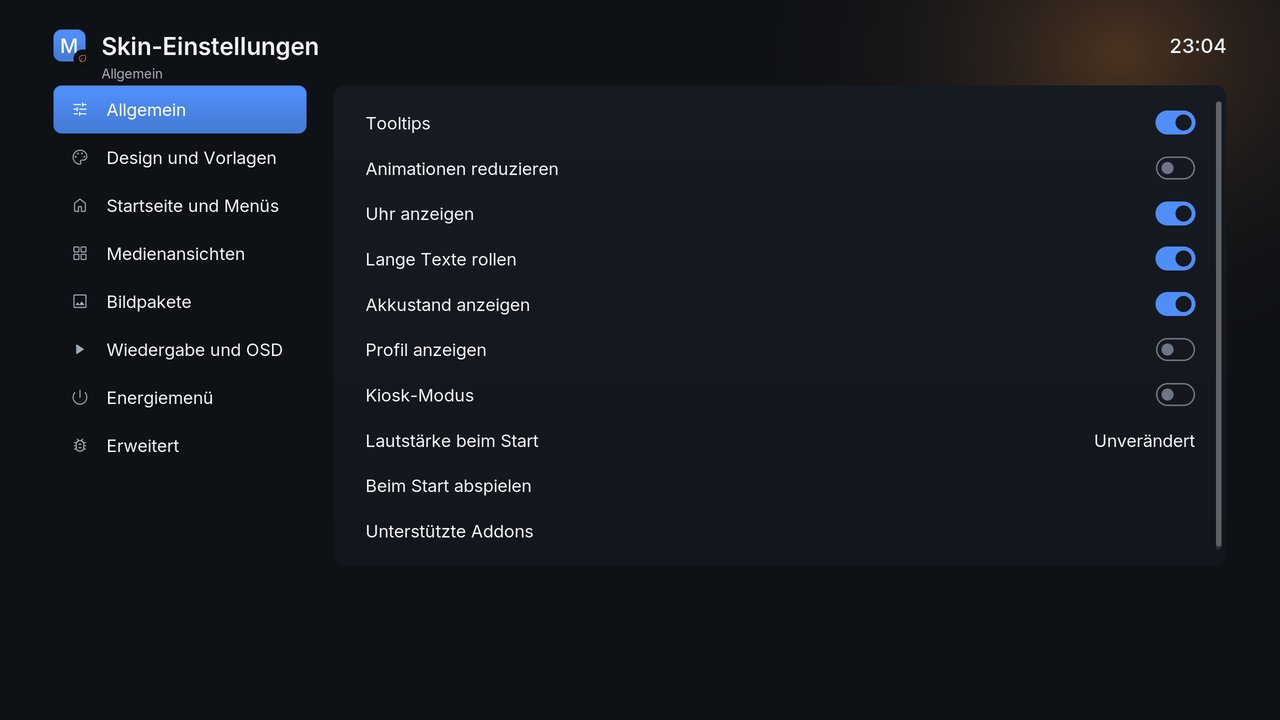 M
Skin-Einstellungen
23:04
Allgemein
Allgemein
Design und Vorlagen
Startseite und Menüs
Medienansichten
Bildpakete
Wiedergabe und OSD
Energiemenü
Erweitert
Tooltips
Animationen reduzieren
Uhr anzeigen
Lange Texte rollen
Akkustand anzeigen
Profil anzeigen
Kiosk-Modus
Lautstärke beim Start Unverändert
Beim Start abspielen
Unterstützte Addons